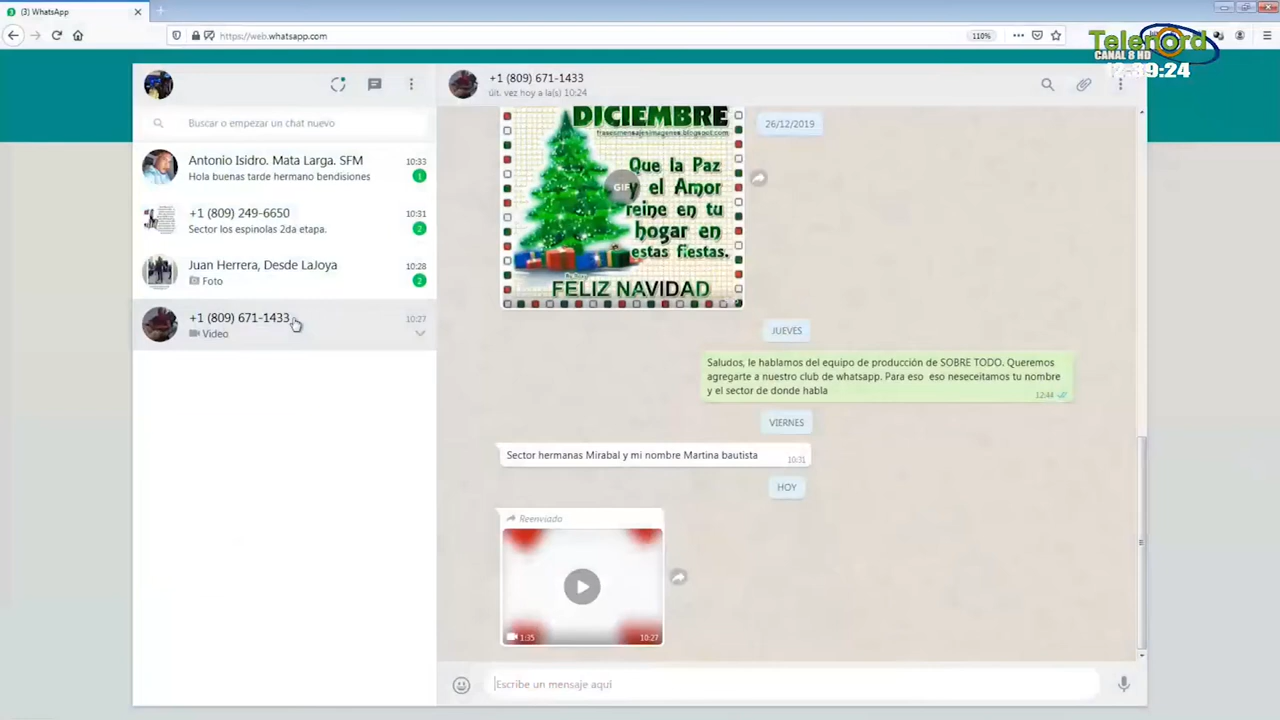 (3) WhatsApp
https://web.whatsapp.com
110%
Telenord
CANAL 8 HD
12:39:24
Buscar o empezar un chat nuevo
Antonio Isidro. Mata Larga. SFM
10:33
Hola buenas tarde hermano bendisiones
1
+1 (809) 249-6650
10:31
Sector los espinolas 2da etapa.
2
Juan Herrera, Desde LaJoya
10:28
Foto
2
+1 (809) 671-1433
10:27
Video
+1 (809) 671-1433
últ. vez hoy a la(s) 10:24
DICIEMBRE
frasesmensajesimagenes.blogspot.com
Que la Paz
y el Amor
reine en tu
hogar en
estas fiestas.
GIF
FELIZ NAVIDAD
26/12/2019
JUEVES
Saludos, le hablamos del equipo de producción de SOBRE TODO. Queremos
agregarte a nuestro club de whatsapp. Para eso eso neseceitamos tu nombre
y el sector de donde habla
12:44
VIERNES
Sector hermanas Mirabal y mi nombre Martina bautista
10:31
HOY
Reenviado
1:35
10:27
Escribe un mensaje aquí